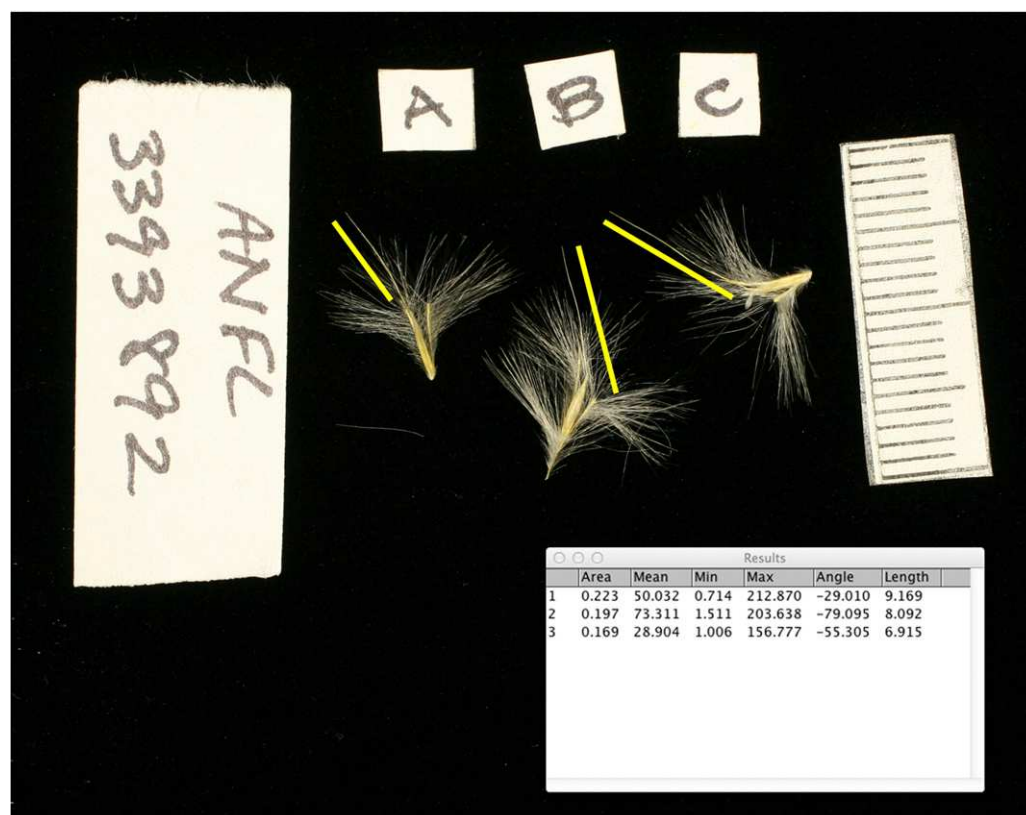 ANFL
3393892
A B C
Results
Area Mean Min Max Angle Length
1 0.223 50.032 0.714 212.870 −29.010 9.169
2 0.197 73.311 1.511 203.638 −79.095 8.092
3 0.169 28.904 1.006 156.777 −55.305 6.915